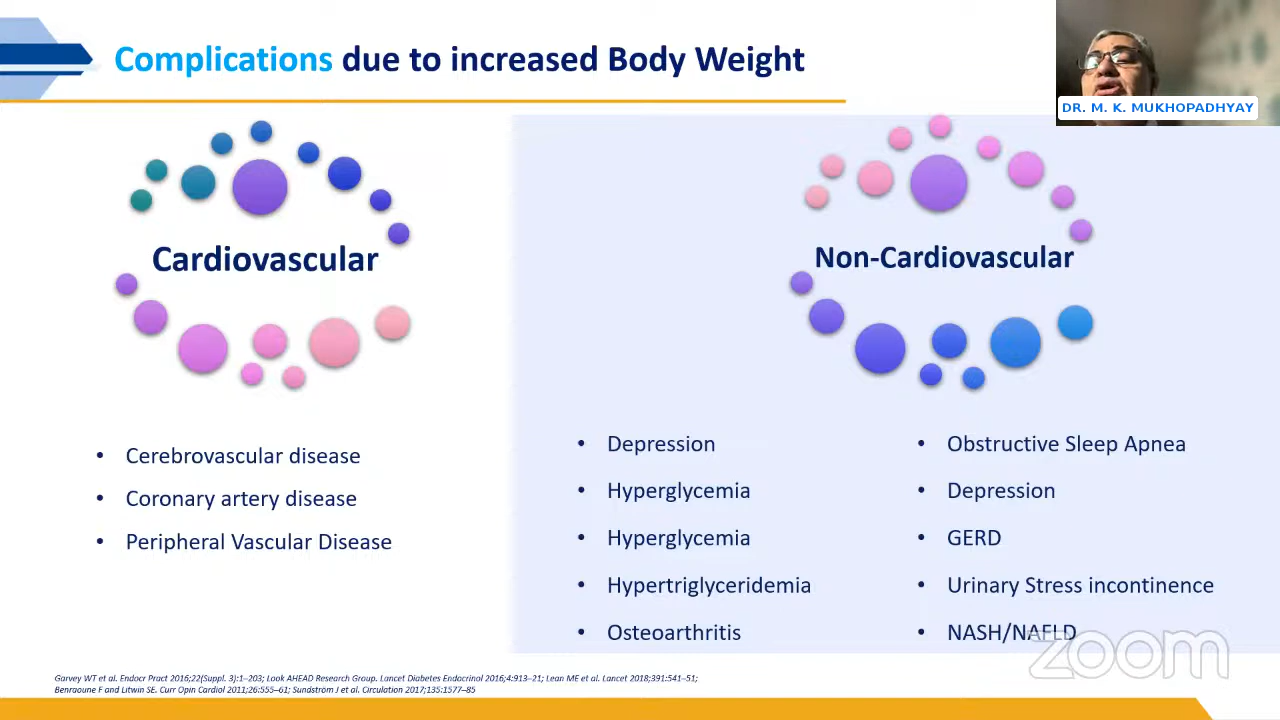 Complications due to increased Body Weight
DR. M. K. MUKHOPADHYAY
Cardiovascular
Cerebrovascular disease
Coronary artery disease
Peripheral Vascular Disease
Non-Cardiovascular
Depression
Hyperglycemia
Hyperglycemia
Hypertriglyceridemia
Osteoarthritis
Obstructive Sleep Apnea
Depression
GERD
Urinary Stress incontinence
NASH/NAFLD
zoom
Garvey WT et al. Endocr Pract 2016;22(Suppl. 3):1–203; Look AHEAD Research Group. Lancet Diabetes Endocrinol 2016;4:913–21; Lean ME et al. Lancet 2018;391:541–51;
Benraoune F and Litwin SE. Curr Opin Cardiol 2011;26:555–61; Sundström J et al. Circulation 2017;135:1577–85